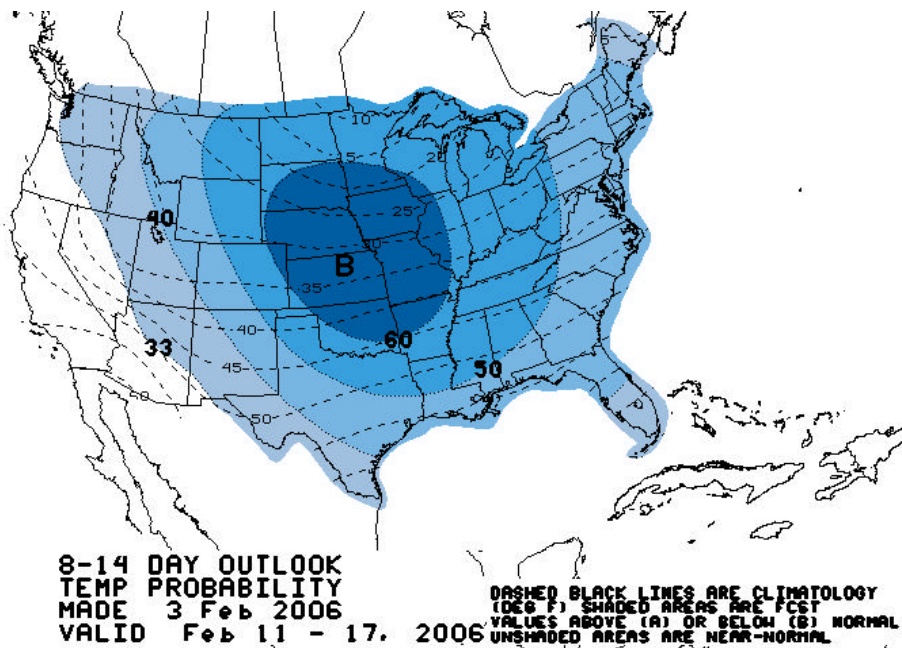 5-
10-
15-
20
25-
30
40
B
35-
40-
60
33
45-
50
50
50-
8-14 DAY OUTLOOK
TEMP PROBABILITY
MADE 3 Feb 2006
VALID Feb 11 - 17, 2006
DASHED BLACK LINES ARE CLIMATOLOGY
(DEG F) SHADED AREAS ARE FCST
VALUES ABOVE (A) OR BELOW (B) NORMAL
UNSHADED AREAS ARE NEAR-NORMAL